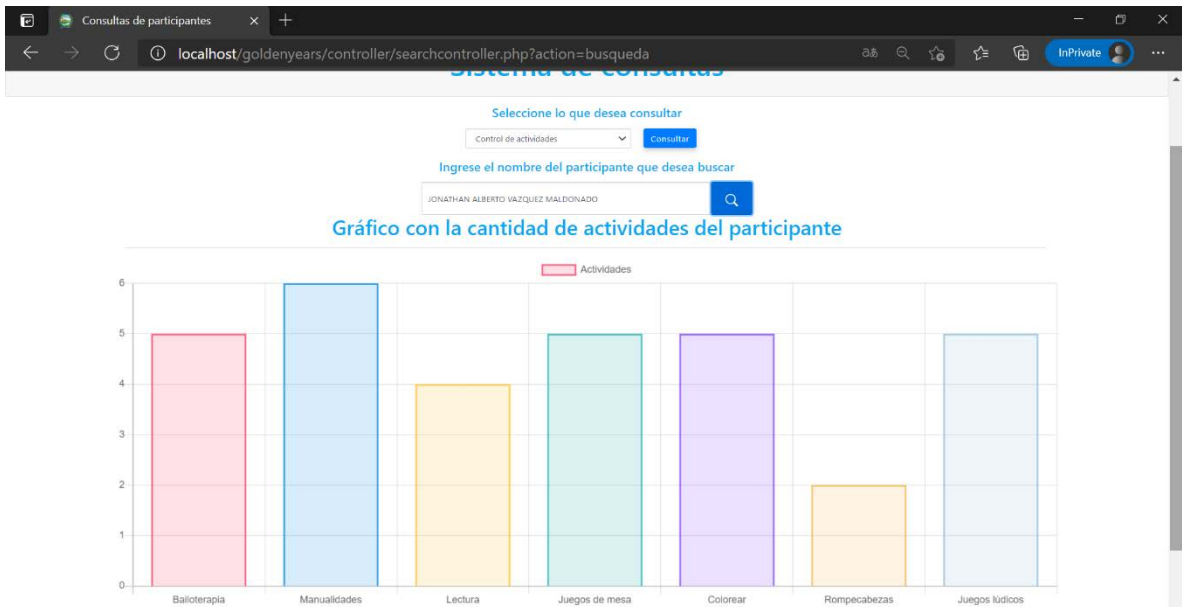 Consultas de participantes
localhost/goldenyears/controller/searchcontroller.php?action=busqueda
InPrivate
Sistema de consultas
Seleccione lo que desea consultar
Control de actividades
Consultar
Ingrese el nombre del participante que desea buscar
JONATHAN ALBERTO VAZQUEZ MALDONADO
Gráfico con la cantidad de actividades del participante
Actividades
6
5
4
3
2
1
0
Bailoterapia Manualidades Lectura Juegos de mesa Colorear Rompecabezas Juegos lúdicos